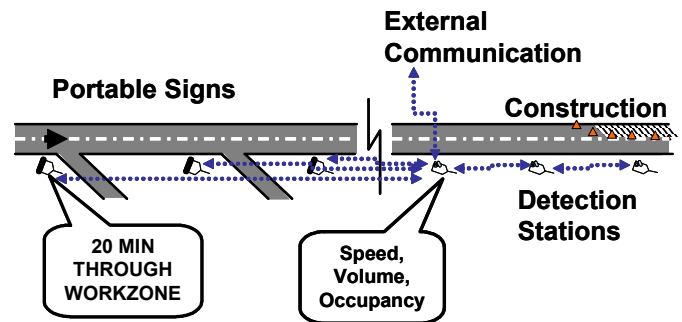 External
Communication
Portable Signs
Construction
Detection
Stations
20 MIN
THROUGH
WORKZONE
Speed,
Volume,
Occupancy